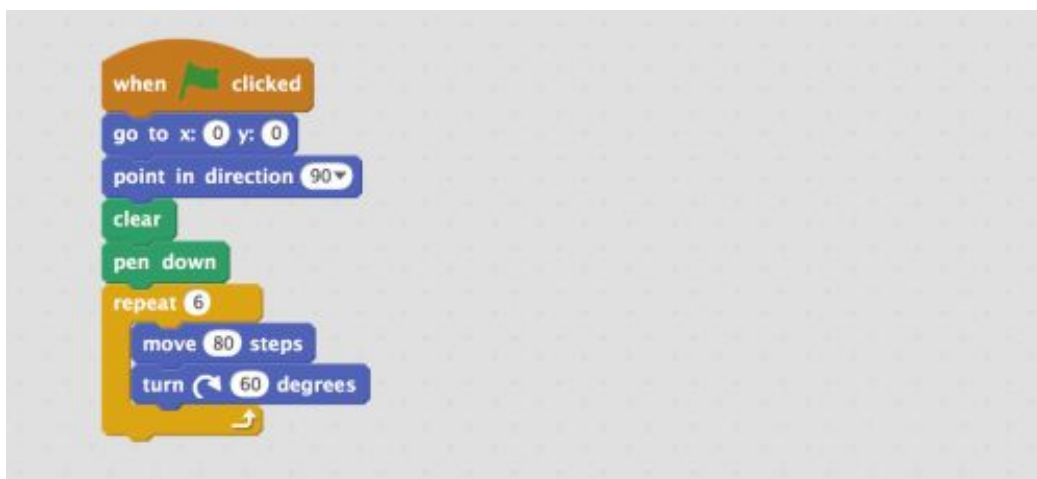 when clicked
go to x: 0 y: 0
point in direction 90
clear
pen down
repeat 6
move 80 steps
turn 60 degrees